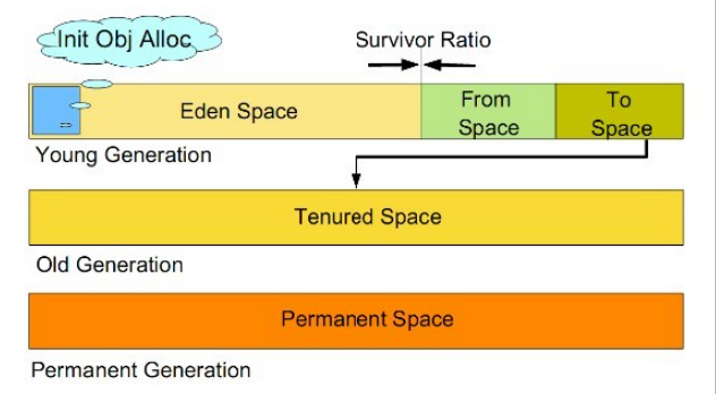 Init Obj Alloc
Survivor Ratio
Eden Space
From
Space
To
Space
Young Generation
Tenured Space
Old Generation
Permanent Space
Permanent Generation